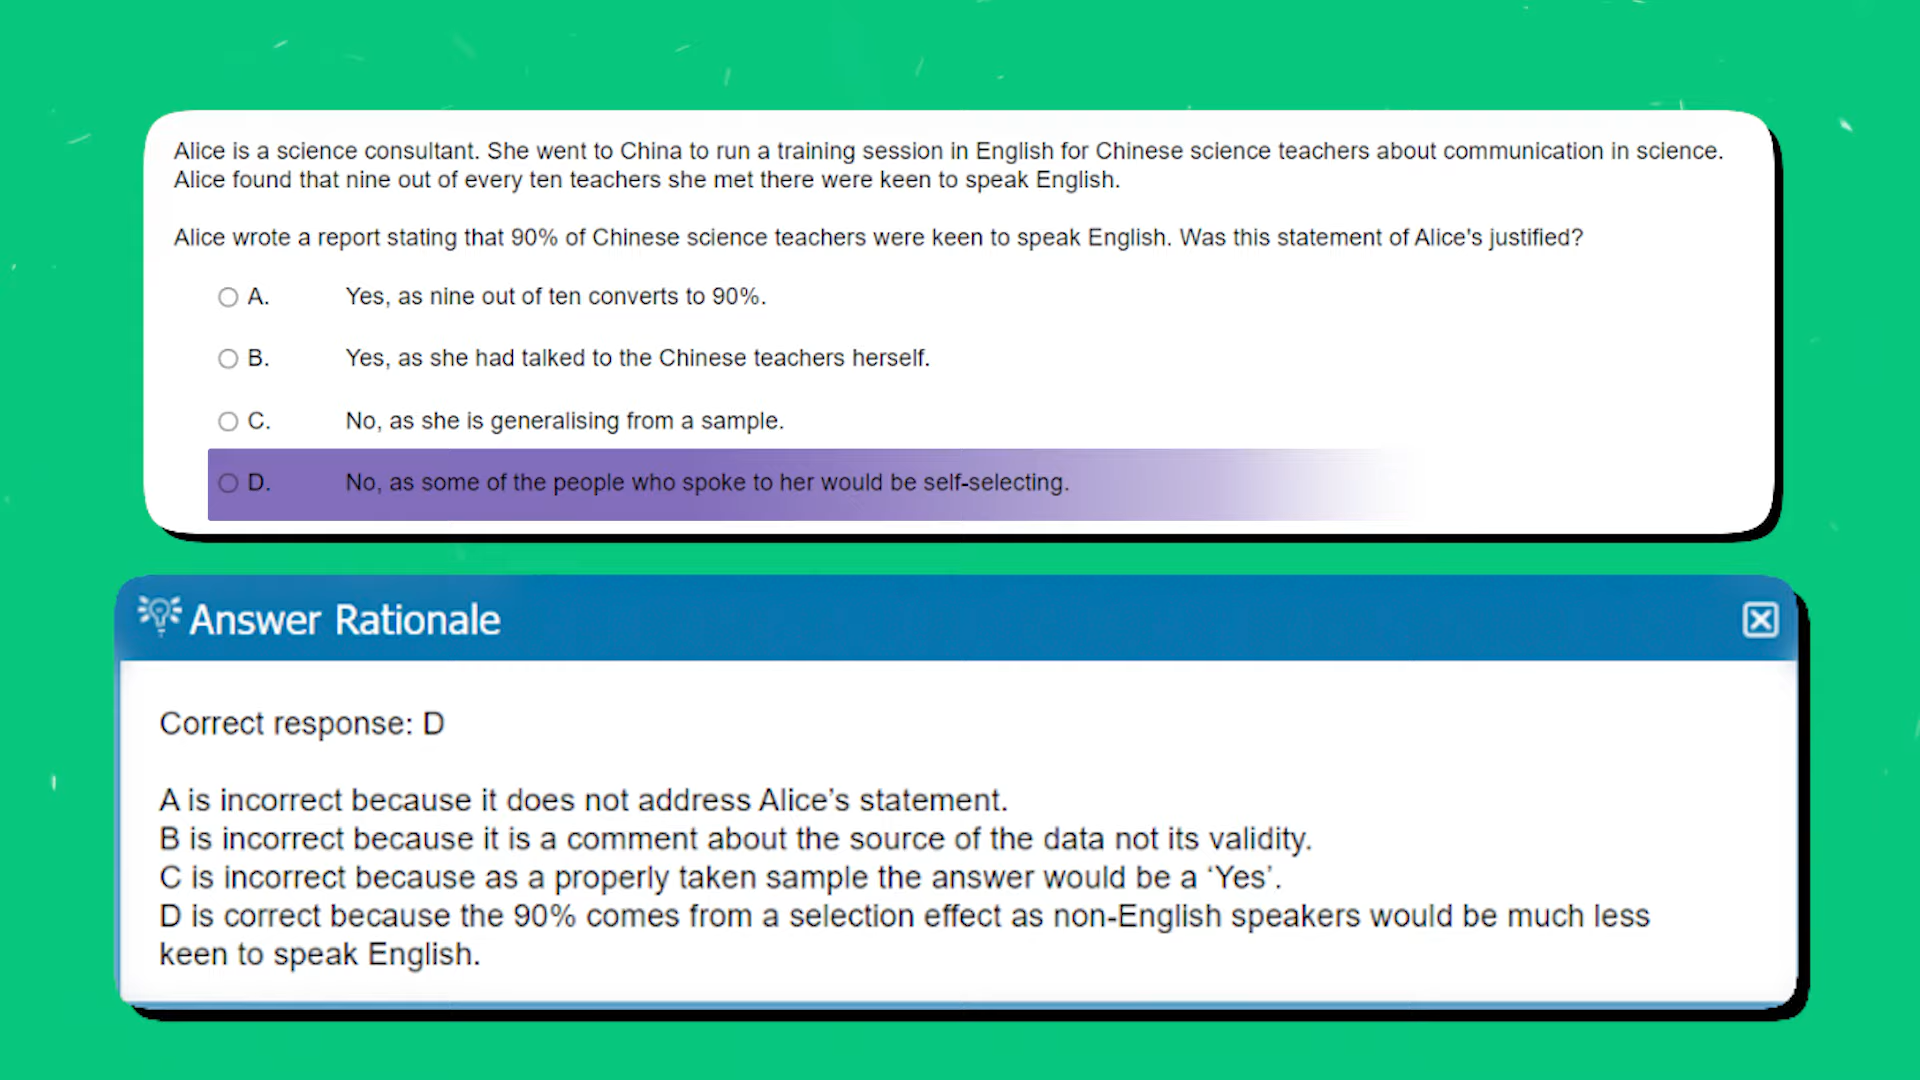 Alice is a science consultant. She went to China to run a training session in English for Chinese science teachers about communication in science.
Alice found that nine out of every ten teachers she met there were keen to speak English.
Alice wrote a report stating that 90% of Chinese science teachers were keen to speak English. Was this statement of Alice's justified?
A. Yes, as nine out of ten converts to 90%.
B. Yes, as she had talked to the Chinese teachers herself.
C. No, as she is generalising from a sample.
D. No, as some of the people who spoke to her would be self-selecting.
Answer Rationale
Correct response: D
A is incorrect because it does not address Alice’s statement.
B is incorrect because it is a comment about the source of the data not its validity.
C is incorrect because as a properly taken sample the answer would be a ‘Yes’.
D is correct because the 90% comes from a selection effect as non-English speakers would be much less
keen to speak English.